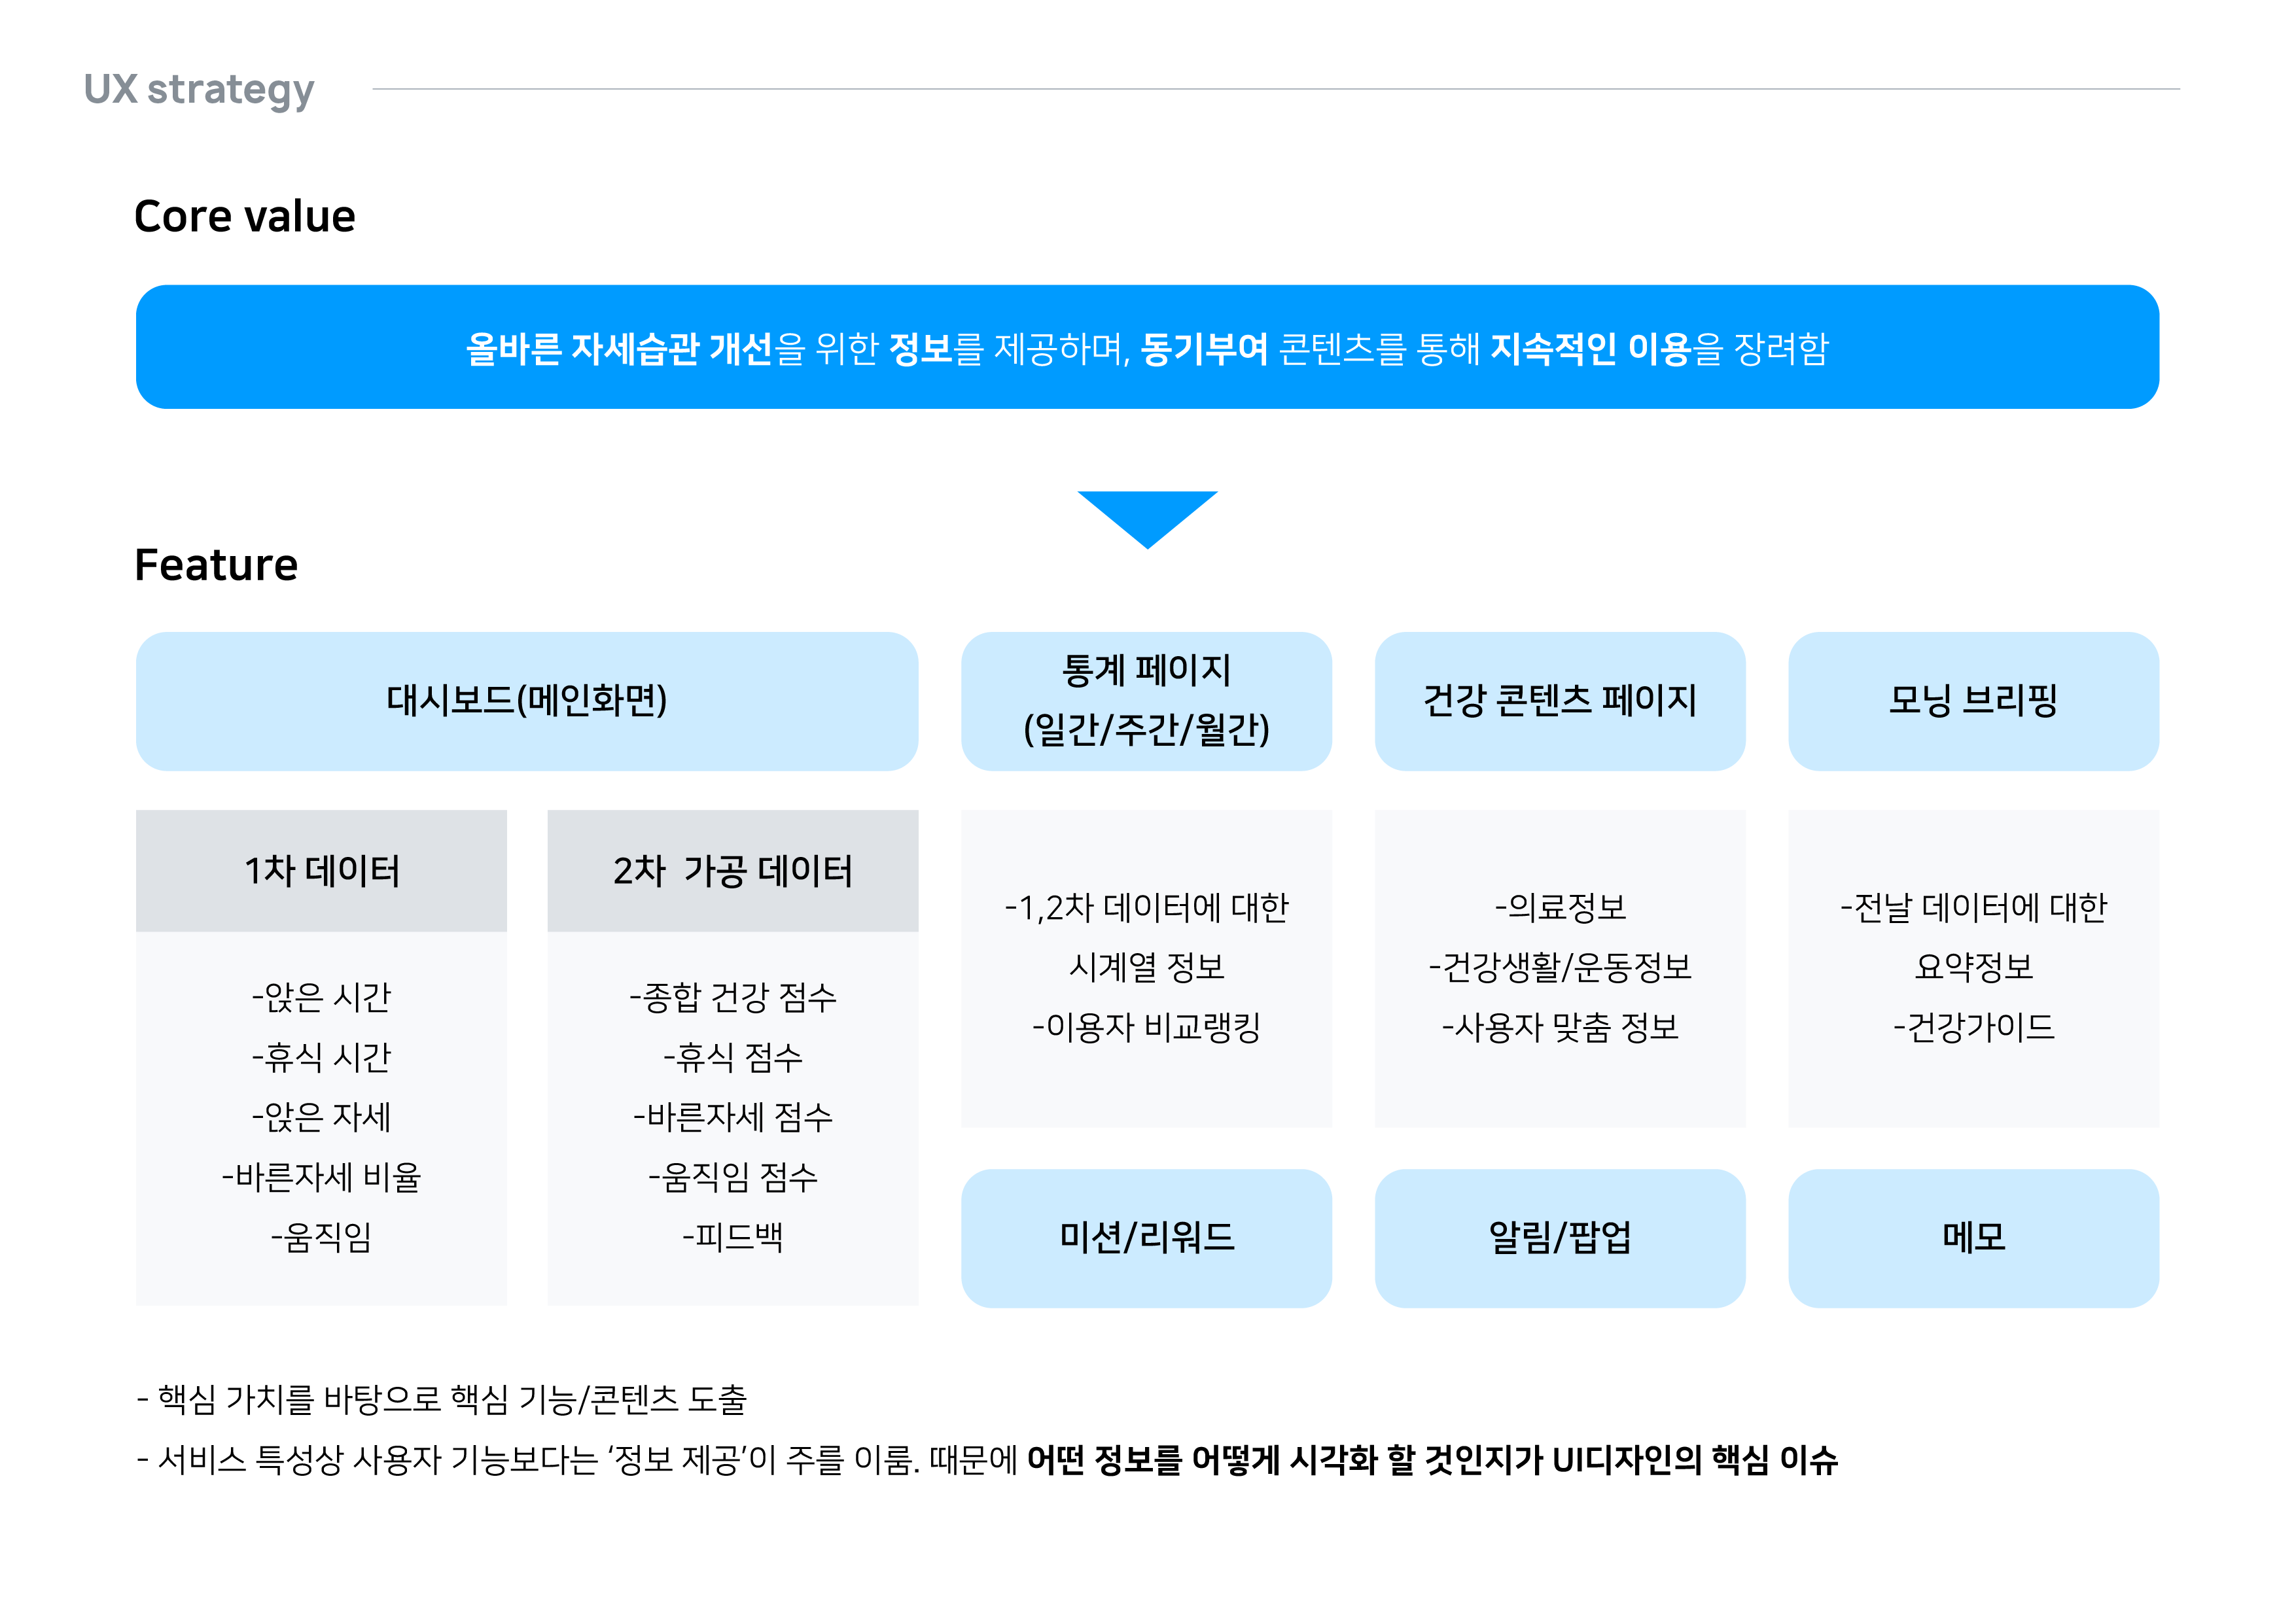 UX strategy
Core value
올바른 자세습관 개선을 위한 정보를 제공하며, 동기부여 콘텐츠를 통해 지속적인 이용을 장려함
Feature
대시보드(메인화면)
1차 데이터
-앉은 시간
-휴식 시간
-앉은 자세
-바른자세 비율
-움직임
2차 가공 데이터
-종합 건강 점수
-휴식 점수
-바른자세 점수
-움직임 점수
-피드백
통계 페이지
(일간/주간/월간)
-1,2차 데이터에 대한
시계열 정보
-이용자 비교랭킹
건강 콘텐츠 페이지
-의료정보
-건강생활/운동정보
-사용자 맞춤 정보
모닝 브리핑
-전날 데이터에 대한
요약정보
-건강가이드
미션/리워드
알림/팝업
메모
- 핵심 가치를 바탕으로 핵심 기능/콘텐츠 도출
- 서비스 특성상 사용자 기능보다는 ‘정보 제공’이 주를 이룸. 때문에 어떤 정보를 어떻게 시각화 할 것인지가 UI디자인의 핵심 이슈